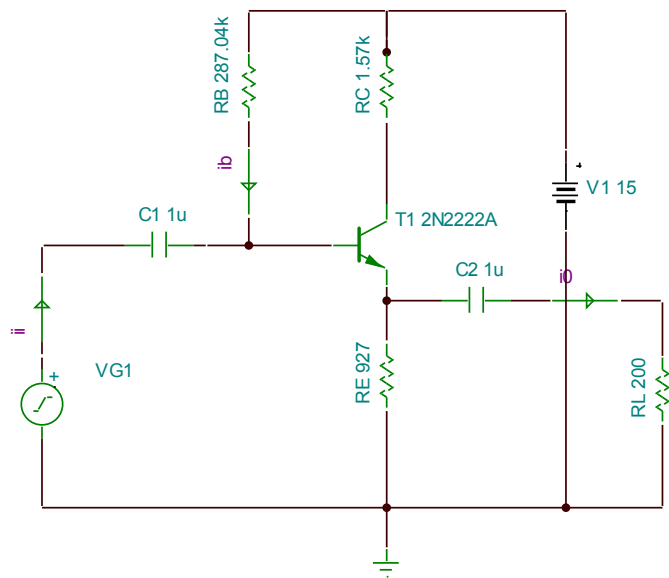 RB 287.04k
RC 1.57k
ib
+
V1 15
C1 1u
T1 2N2222A
C2 1u
i0
ii
+
VG1
RE 927
RL 200